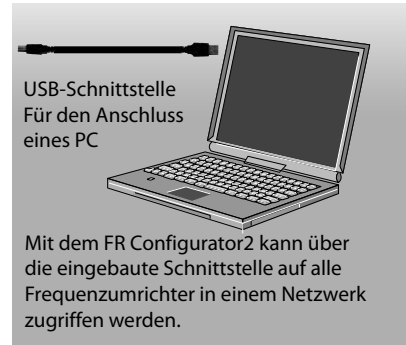 USB-Schnittstelle
Für den Anschluss
eines PC
Mit dem FR Configurator2 kann über
die eingebaute Schnittstelle auf alle
Frequenzumrichter in einem Netzwerk
zugriffen werden.